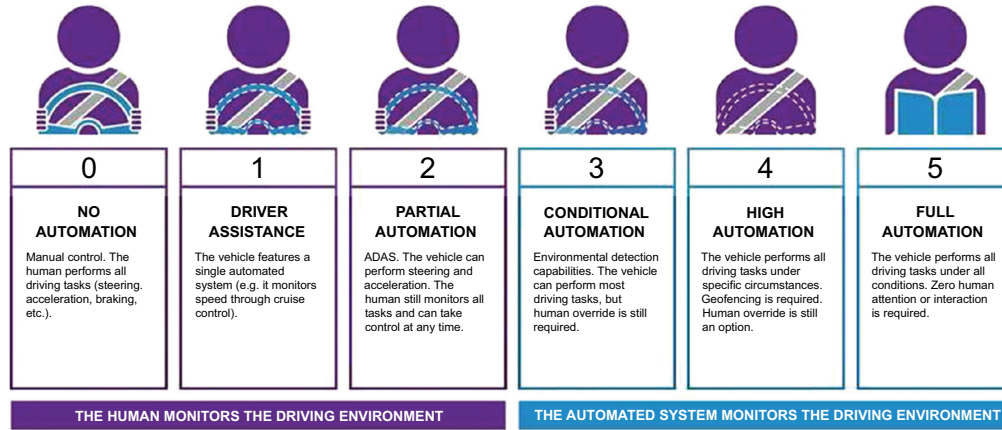 0
NO
AUTOMATION
Manual control. The
human performs all
driving tasks (steering.
acceleration, braking,
etc.).
1
DRIVER
ASSISTANCE
The vehicle features a
single automated
system (e.g. it monitors
speed through cruise
control).
2
PARTIAL
AUTOMATION
ADAS. The vehicle can
perform steering and
acceleration. The
human still monitors all
tasks and can take
control at any time.
3
CONDITIONAL
AUTOMATION
Environmental detection
capabilities. The vehicle
can perform most
driving tasks, but
human override is still
required.
4
HIGH
AUTOMATION
The vehicle performs all
driving tasks under
specific circumstances.
Geofencing is required.
Human override is still
an option.
5
FULL
AUTOMATION
The vehicle performs all
driving tasks under all
conditions. Zero human
attention or interaction
is required.
THE HUMAN MONITORS THE DRIVING ENVIRONMENT
THE AUTOMATED SYSTEM MONITORS THE DRIVING ENVIRONMENT